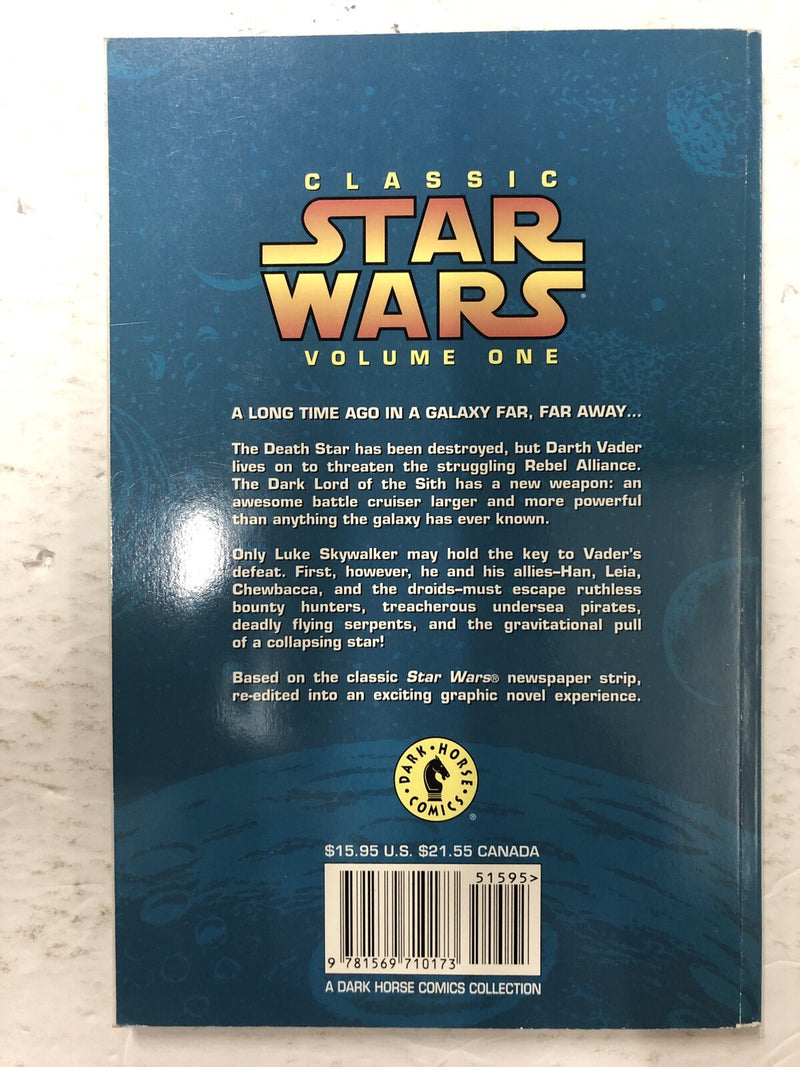 CLASSIC
STAR
WARS®
VOLUME ONE
A LONG TIME AGO IN A GALAXY FAR, FAR AWAY...
The Death Star has been destroyed, but Darth Vader
lives on to threaten the struggling Rebel Alliance.
The Dark Lord of the Sith has a new weapon: an
awesome battle cruiser larger and more powerful
than anything the galaxy has ever known.
Only Luke Skywalker may hold the key to Vader's
defeat. First, however, he and his allies–Han, Leia,
Chewbacca, and the droids–must escape ruthless
bounty hunters, treacherous undersea pirates,
deadly flying serpents, and the gravitational pull
of a collapsing star!
Based on the classic Star Wars® newspaper strip,
re-edited into an exciting graphic novel experience.
DARK • HORSE • COMICS •
®
$15.95 U.S. $21.55 CANADA
51595>
9 781569 710173
A DARK HORSE COMICS COLLECTION